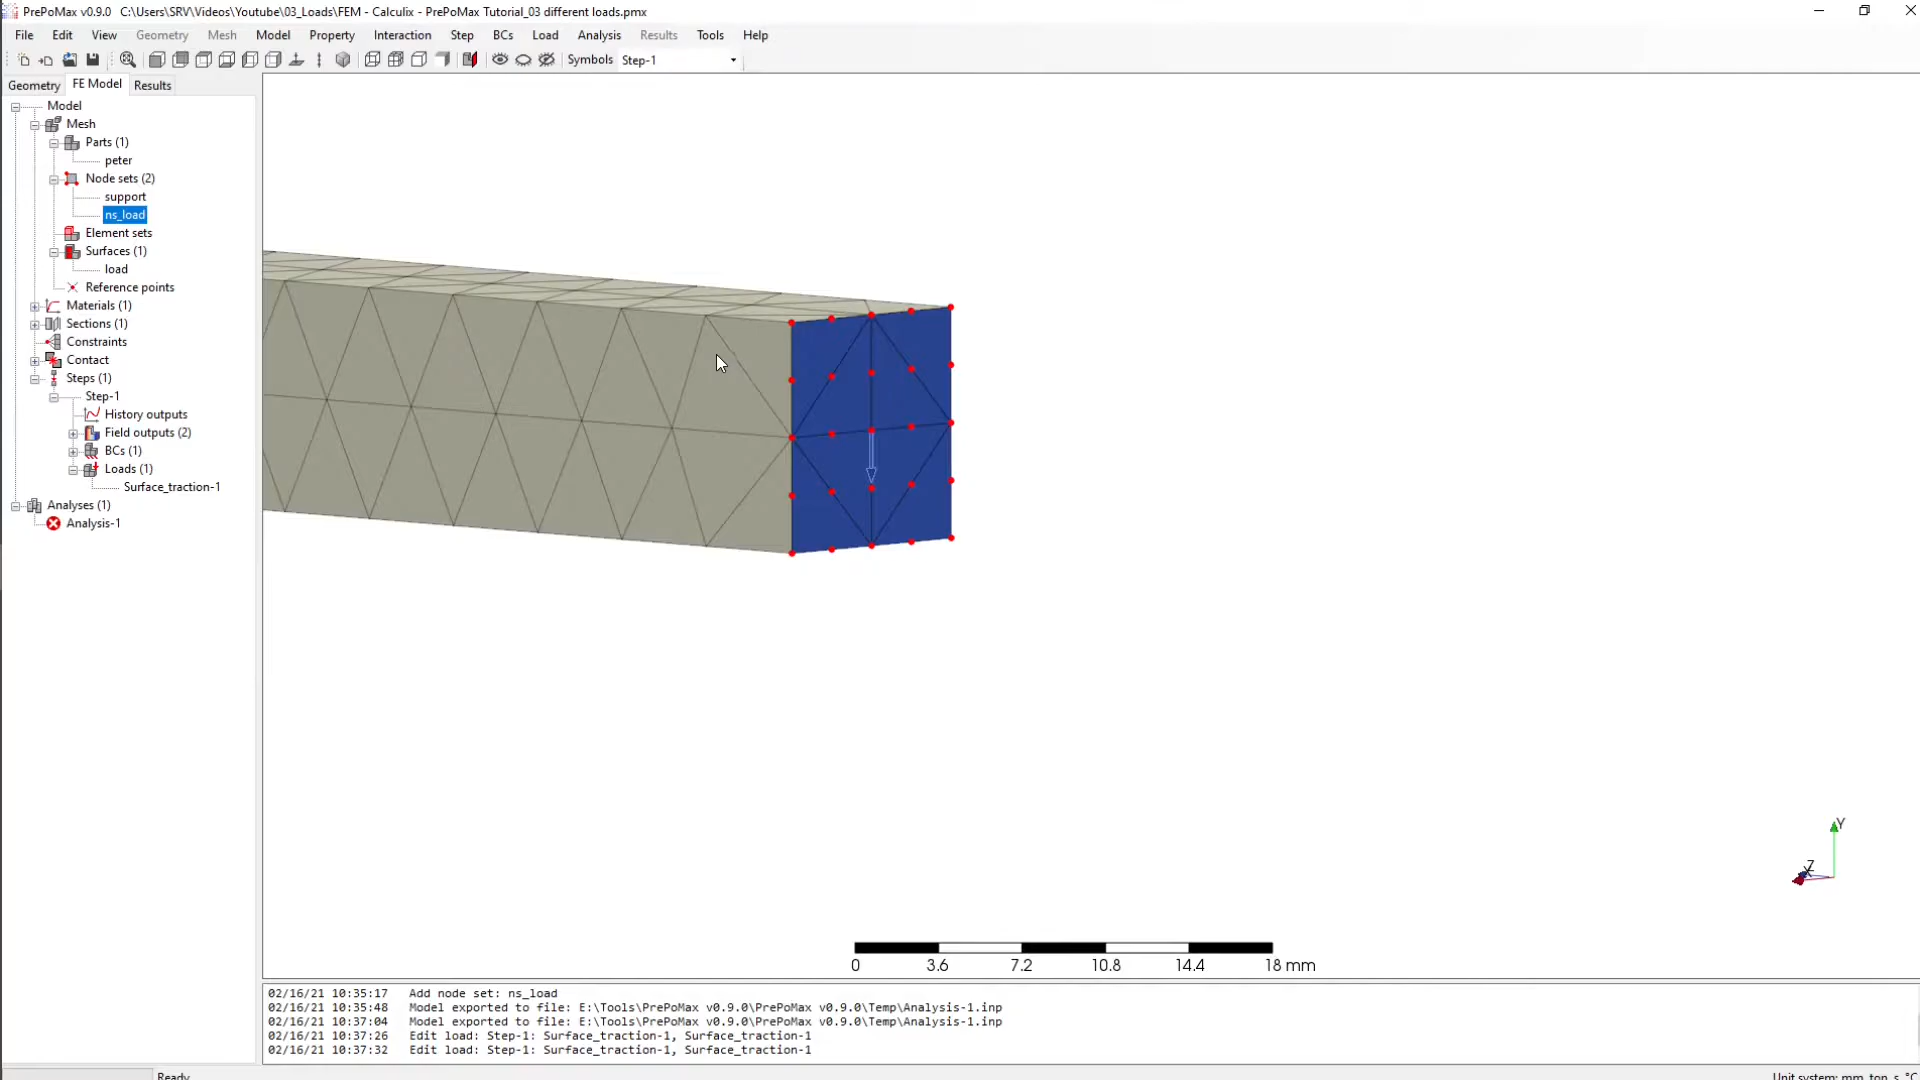 PrePoMax v0.9.0   C:\Users\SRV\Videos\Youtube\03_Loads\FEM - Calculix - PrePoMax Tutorial_03 different loads.pmx
File Edit View Geometry Mesh Model Property Interaction Step BCs Load Analysis Results Tools Help
Symbols Step-1
Geometry FE Model Results
Model
Mesh
Parts (1)
peter
Node sets (2)
support
ns_load
Element sets
Surfaces (1)
load
Reference points
Materials (1)
Sections (1)
Constraints
Contact
Steps (1)
Step-1
History outputs
Field outputs (2)
BCs (1)
Loads (1)
Surface_traction-1
Analyses (1)
Analysis-1
Y
Z
X
0 3.6 7.2 10.8 14.4 18 mm
02/16/21 10:35:17 Add node set: ns_load
02/16/21 10:35:48 Model exported to file: E:\Tools\PrePoMax v0.9.0\PrePoMax v0.9.0\Temp\Analysis-1.inp
02/16/21 10:37:04 Model exported to file: E:\Tools\PrePoMax v0.9.0\PrePoMax v0.9.0\Temp\Analysis-1.inp
02/16/21 10:37:26 Edit load: Step-1: Surface_traction-1, Surface_traction-1
02/16/21 10:37:32 Edit load: Step-1: Surface_traction-1, Surface_traction-1
Ready
Unit system: mm, ton, s, °C